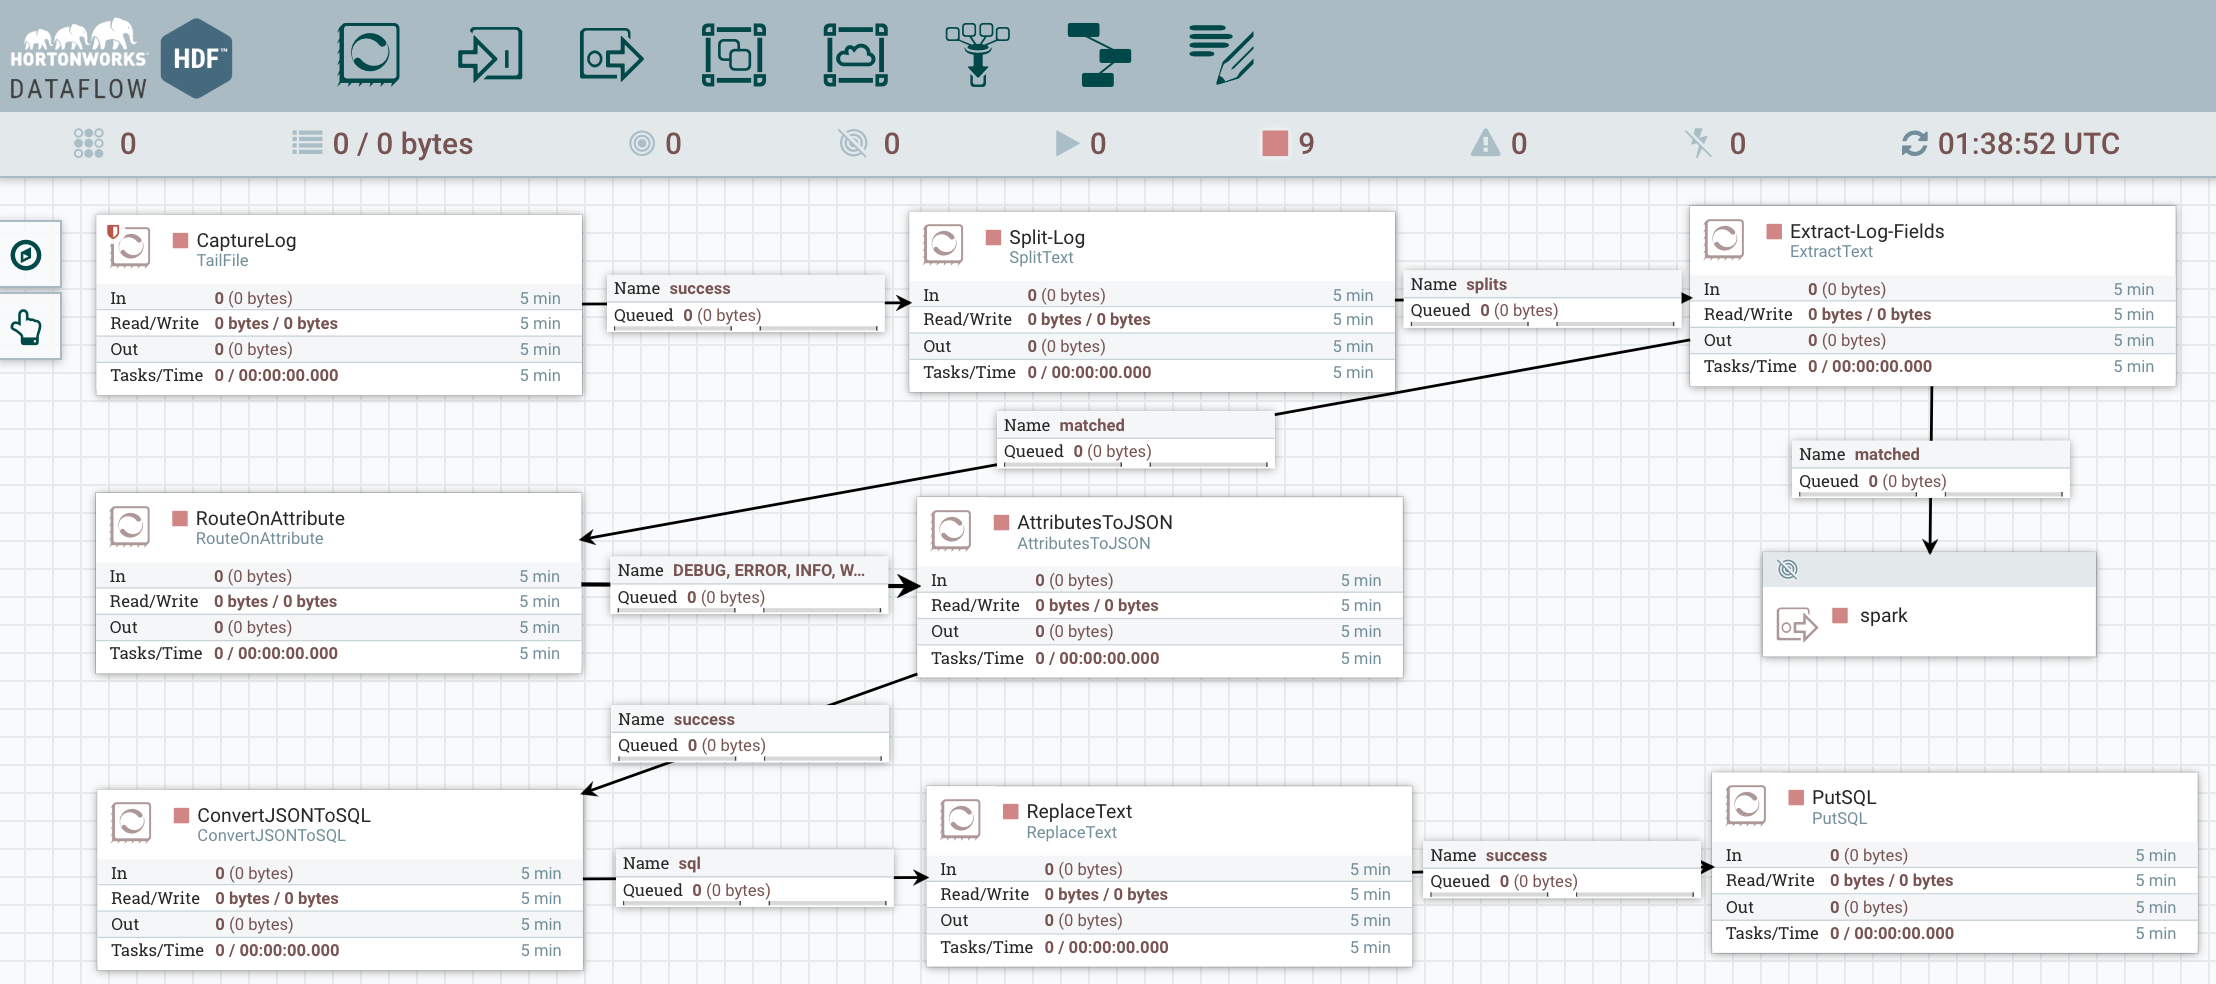 HORTONWORKS
DATAFLOW
HDF™
0
0 / 0 bytes
0
0
0
9
0
0
01:38:52 UTC
CaptureLog
TailFile
In 0 (0 bytes) 5 min
Read/Write 0 bytes / 0 bytes 5 min
Out 0 (0 bytes) 5 min
Tasks/Time 0 / 00:00:00.000 5 min
Name success
Queued 0 (0 bytes)
Split-Log
SplitText
In 0 (0 bytes) 5 min
Read/Write 0 bytes / 0 bytes 5 min
Out 0 (0 bytes) 5 min
Tasks/Time 0 / 00:00:00.000 5 min
Name splits
Queued 0 (0 bytes)
Extract-Log-Fields
ExtractText
In 0 (0 bytes) 5 min
Read/Write 0 bytes / 0 bytes 5 min
Out 0 (0 bytes) 5 min
Tasks/Time 0 / 00:00:00.000 5 min
Name matched
Queued 0 (0 bytes)
Name matched
Queued 0 (0 bytes)
RouteOnAttribute
RouteOnAttribute
In 0 (0 bytes) 5 min
Read/Write 0 bytes / 0 bytes 5 min
Out 0 (0 bytes) 5 min
Tasks/Time 0 / 00:00:00.000 5 min
Name DEBUG, ERROR, INFO, W...
Queued 0 (0 bytes)
AttributesToJSON
AttributesToJSON
In 0 (0 bytes) 5 min
Read/Write 0 bytes / 0 bytes 5 min
Out 0 (0 bytes) 5 min
Tasks/Time 0 / 00:00:00.000 5 min
spark
Name success
Queued 0 (0 bytes)
ConvertJSONToSQL
ConvertJSONToSQL
In 0 (0 bytes) 5 min
Read/Write 0 bytes / 0 bytes 5 min
Out 0 (0 bytes) 5 min
Tasks/Time 0 / 00:00:00.000 5 min
Name sql
Queued 0 (0 bytes)
ReplaceText
ReplaceText
In 0 (0 bytes) 5 min
Read/Write 0 bytes / 0 bytes 5 min
Out 0 (0 bytes) 5 min
Tasks/Time 0 / 00:00:00.000 5 min
Name success
Queued 0 (0 bytes)
PutSQL
PutSQL
In 0 (0 bytes) 5 min
Read/Write 0 bytes / 0 bytes 5 min
Out 0 (0 bytes) 5 min
Tasks/Time 0 / 00:00:00.000 5 min